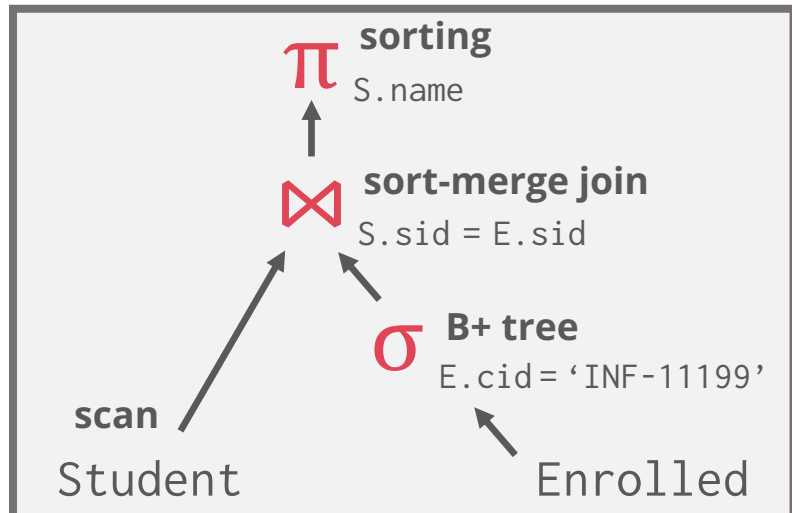 π sorting
S.name
⋈ sort-merge join
S.sid = E.sid
σ B+ tree
E.cid = ‘INF-11199’
scan
Student
Enrolled